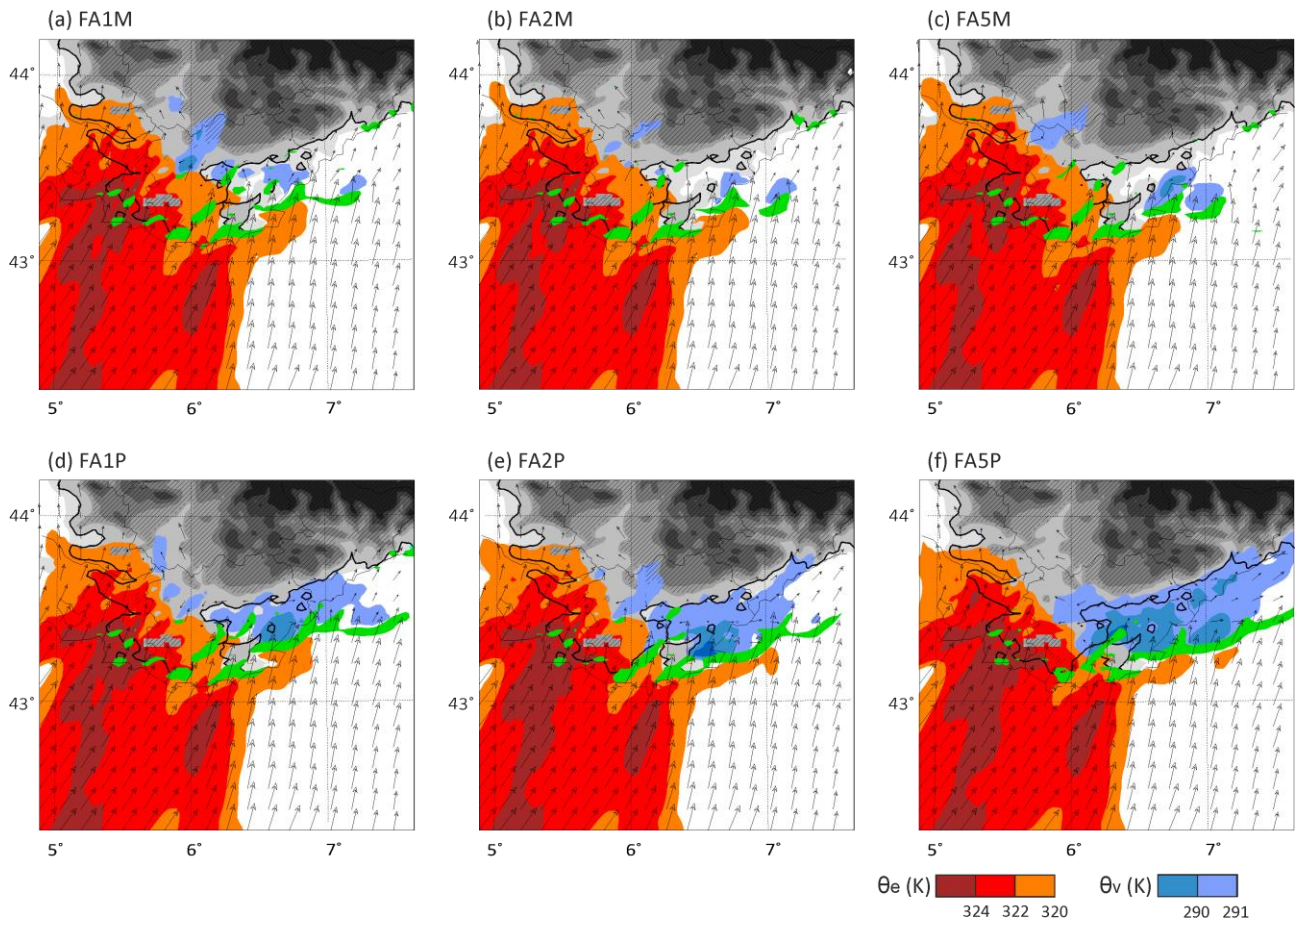 (a) FA1M (b) FA2M (c) FA5M
44° 44° 44°
43° 43° 43°
5° 6° 7° 5° 6° 7° 5° 6° 7°
(d) FA1P (e) FA2P (f) FA5P
44° 44° 44°
43° 43° 43°
5° 6° 7° 5° 6° 7° 5° 6° 7°
θe (K) θv (K)
324 322 320 290 291